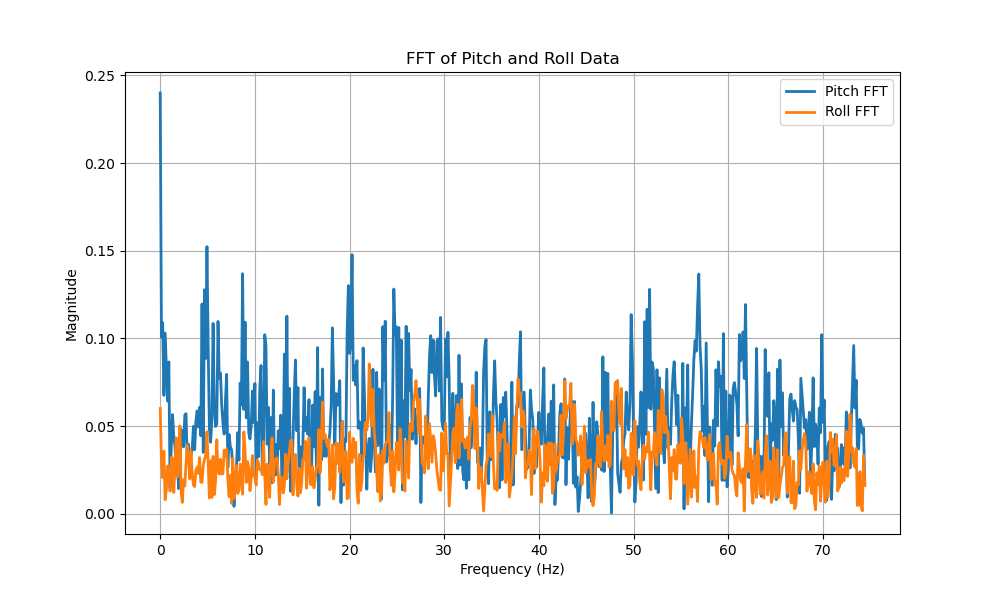 FFT of Pitch and Roll Data
Pitch FFT
Roll FFT
0.25
0.20
0.15
0.10
0.05
0.00
Magnitude
0 10 20 30 40 50 60 70
Frequency (Hz)